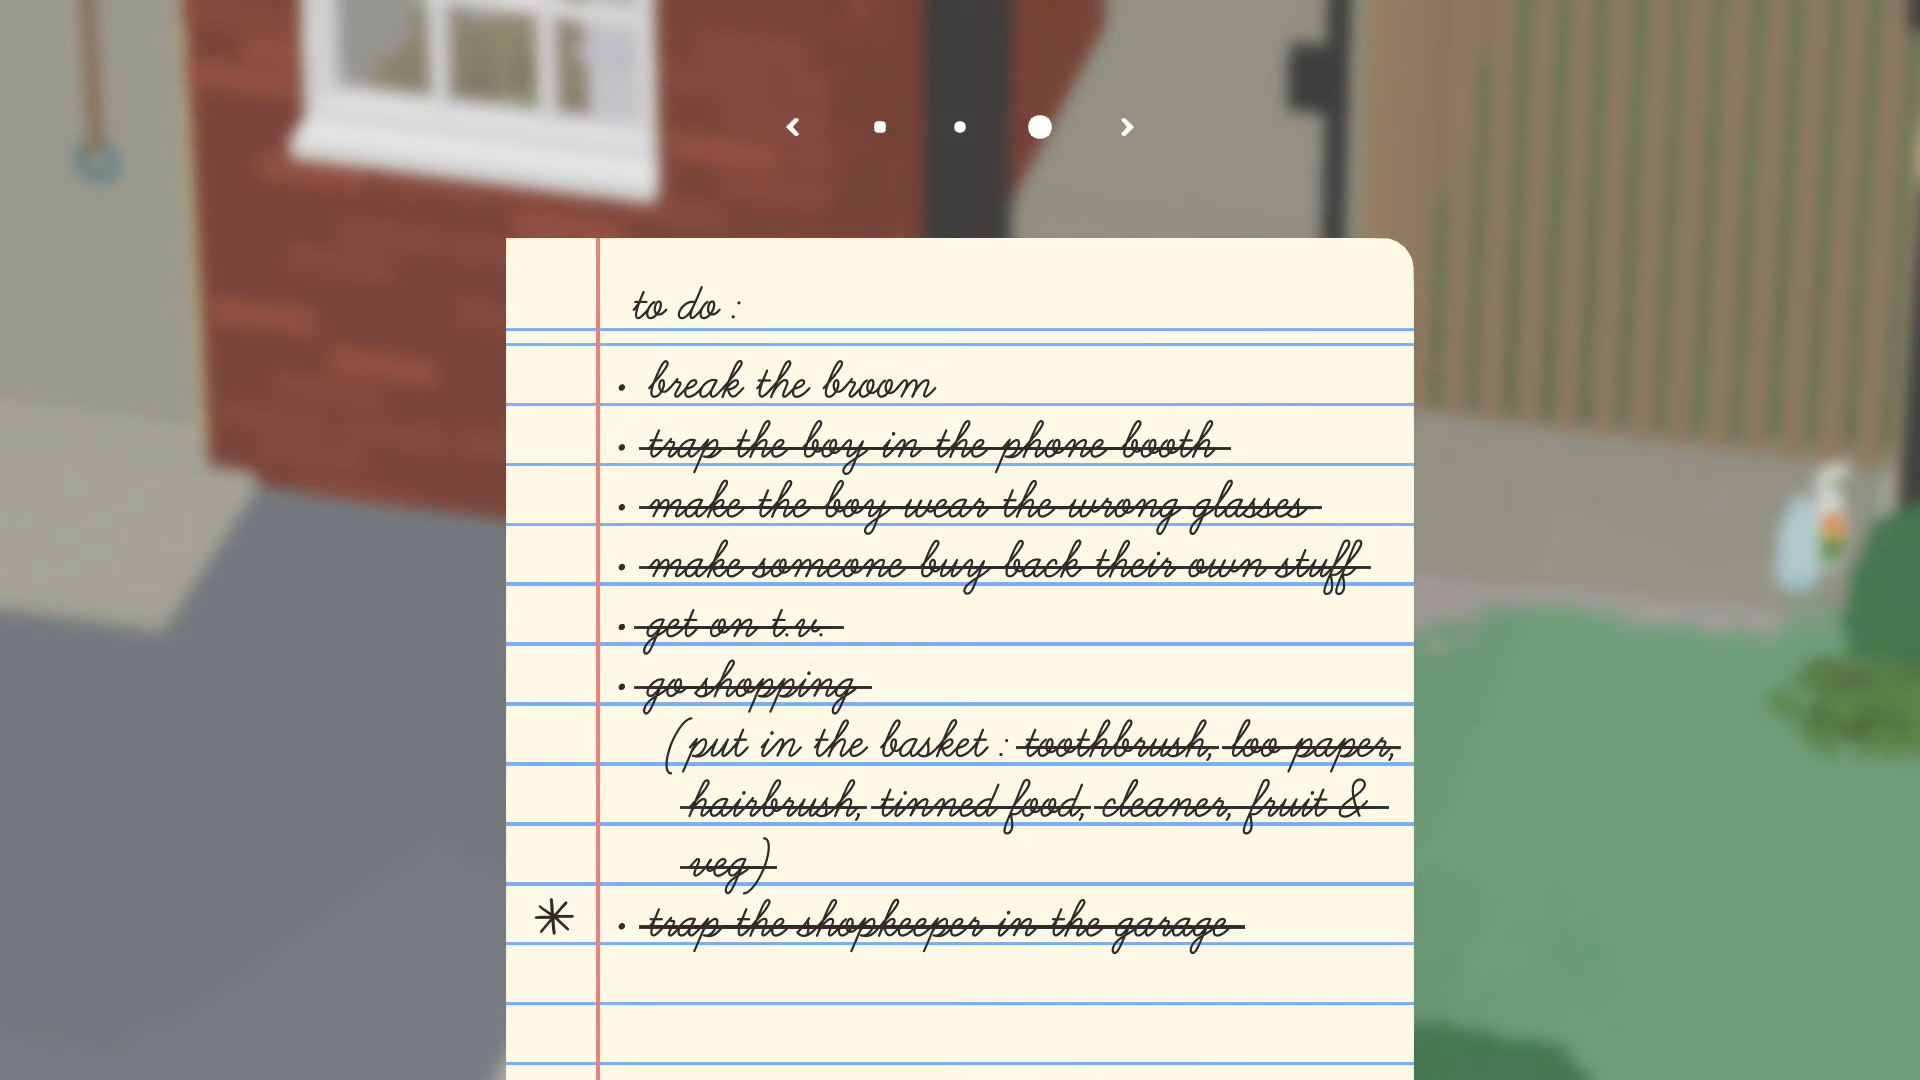 to do :
• break the broom
• trap the boy in the phone booth
• make the boy wear the wrong glasses
• make someone buy back their own stuff
• get on t.v.
• go shopping
(put in the basket : toothbrush, loo paper,
hairbrush, tinned food, cleaner, fruit &
veg)
* • trap the shopkeeper in the garage